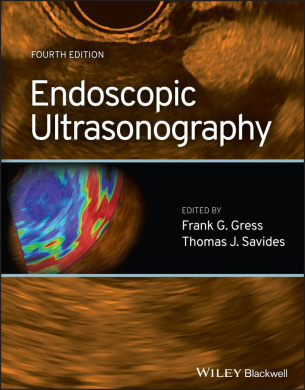 FOURTH EDITION
Endoscopic
Ultrasonography
EDITED BY
Frank G. Gress
Thomas J. Savides
WILEY Blackwell